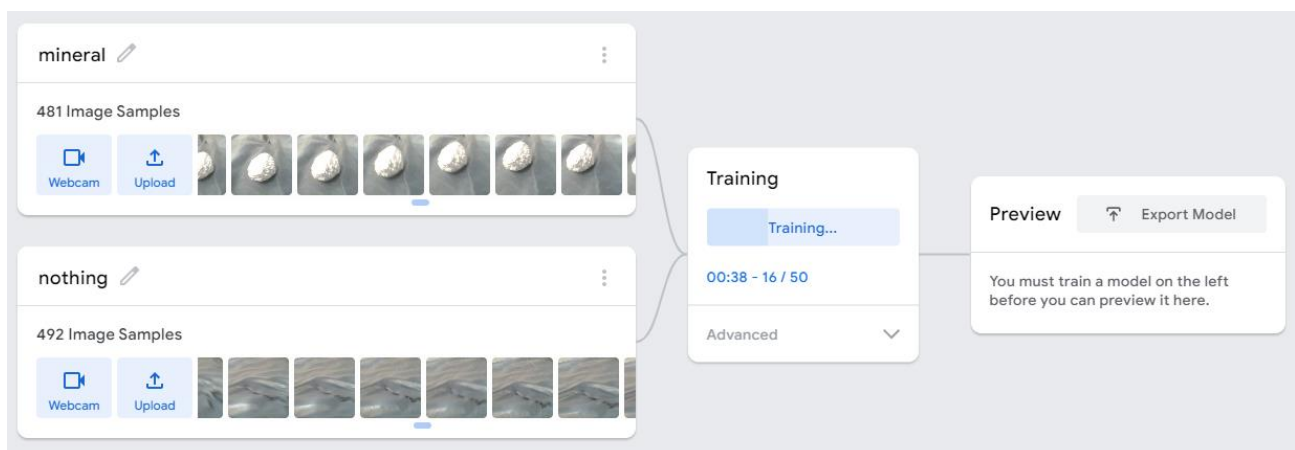 mineral
481 Image Samples
Webcam
Upload
nothing
492 Image Samples
Webcam
Upload
Training
Training...
00:38 - 16 / 50
Advanced
Preview
Export Model
You must train a model on the left
before you can preview it here.